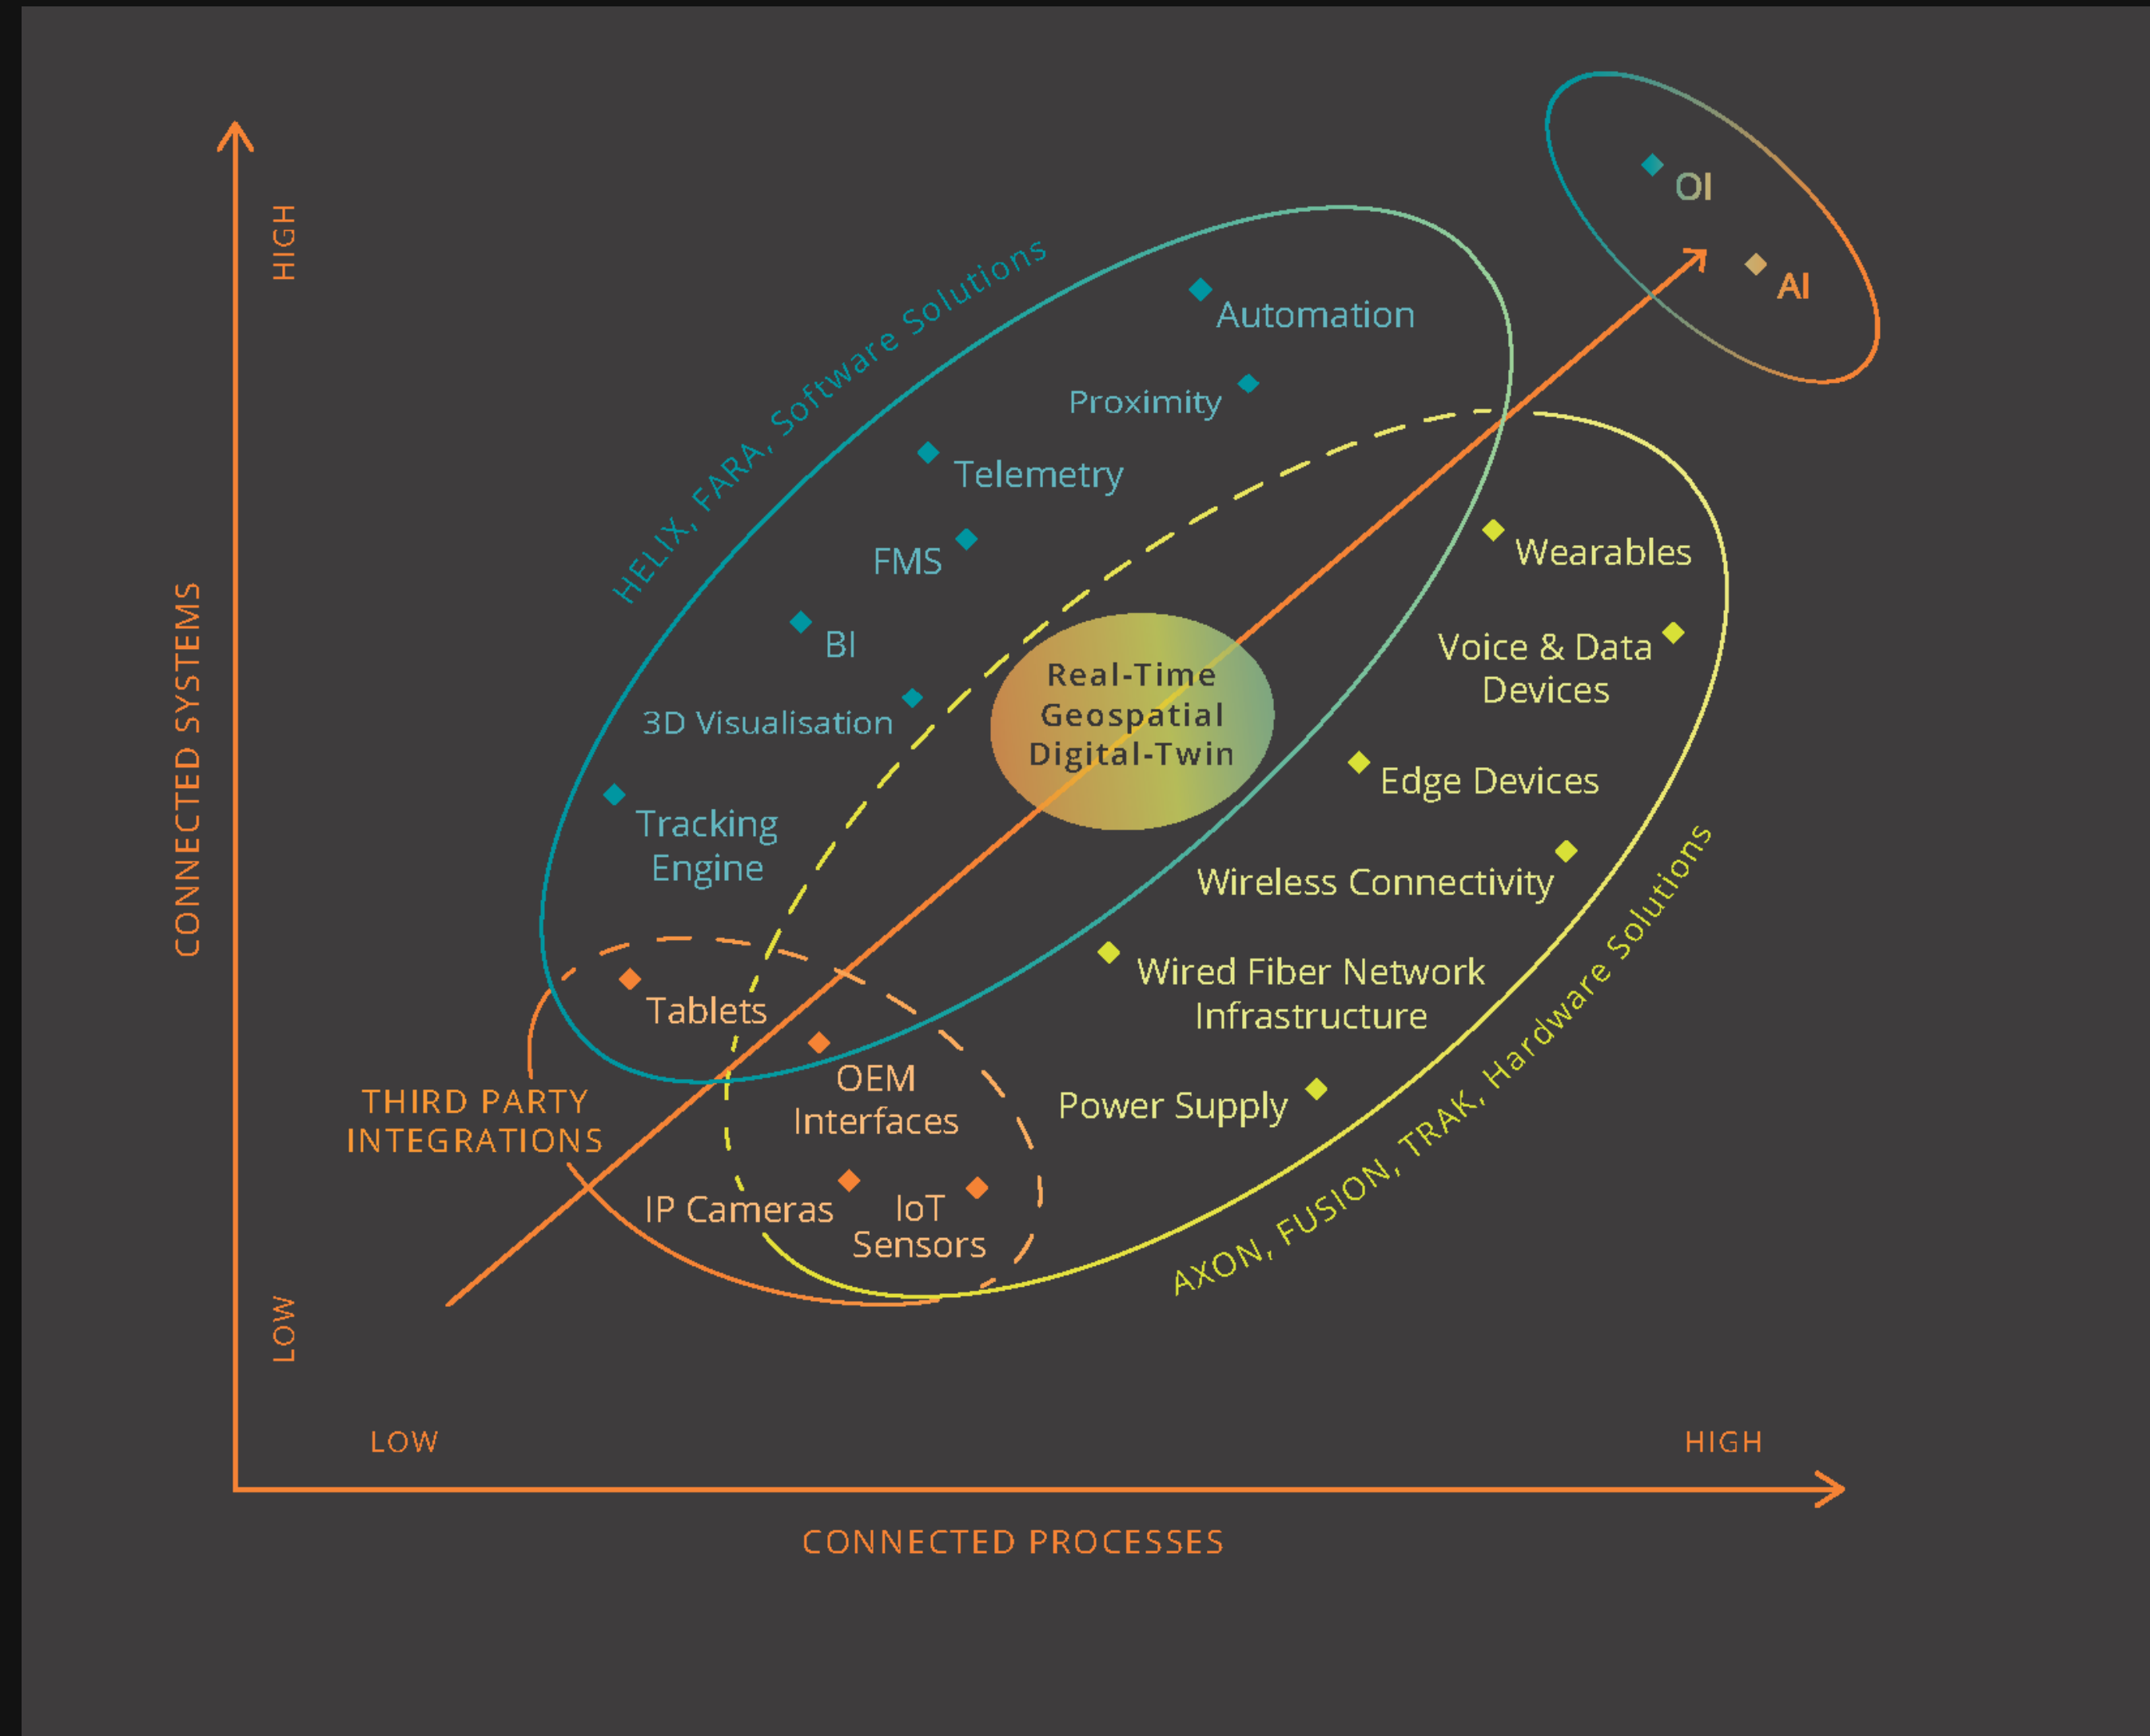 HIGH
OI
AI
HELIX, FARA, Software Solutions
Automation
Proximity
Telemetry
FMS
Wearables
BI
Voice & Data
Devices
Real-Time
Geospatial
Digital-Twin
3D Visualisation
Edge Devices
Tracking
Engine
CONNECTED SYSTEMS
Wireless Connectivity
Wired Fiber Network
Infrastructure
Tablets
OEM
Interfaces
Power Supply
THIRD PARTY
INTEGRATIONS
IP Cameras
IoT
Sensors
AXON, FUSION, TRAK, Hardware Solutions
LOW
LOW
HIGH
CONNECTED PROCESSES